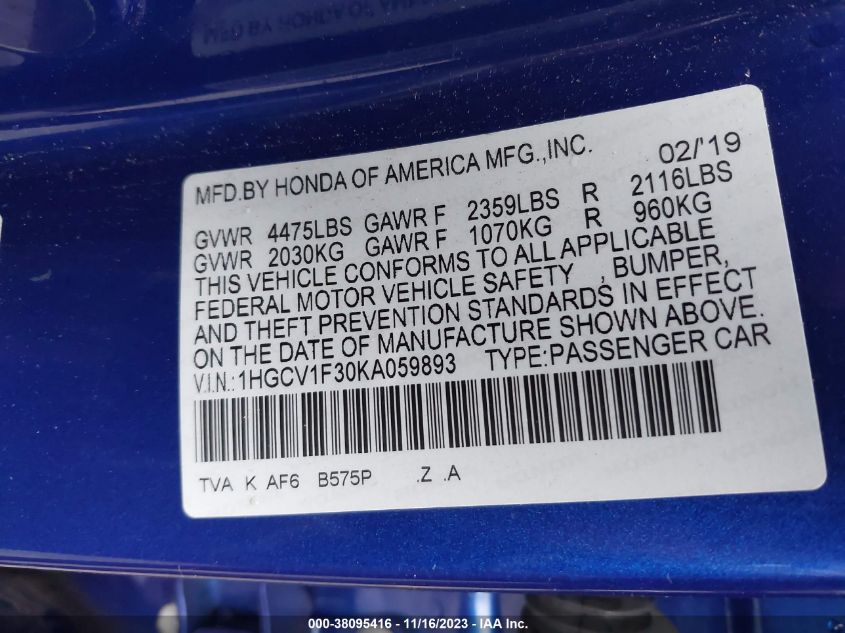 MFD.BY HONDA OF AMERICA MFG.,INC. 02/'19
GVWR 4475LBS GAWR F 2359LBS R 2116LBS
GVWR 2030KG GAWR F 1070KG R 960KG
THIS VEHICLE CONFORMS TO ALL APPLICABLE
FEDERAL MOTOR VEHICLE SAFETY , BUMPER,
AND THEFT PREVENTION STANDARDS IN EFFECT
ON THE DATE OF MANUFACTURE SHOWN ABOVE.
V.I.N.:1HGCV1F30KA059893 TYPE:PASSENGER CAR
TVA K AF6 B575P .Z .A
000-38095416 - 11/16/2023 - IAA Inc.